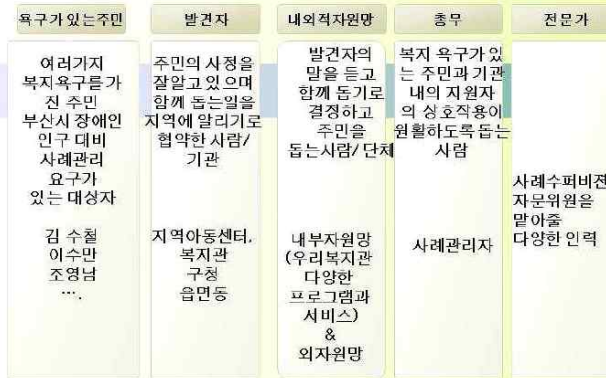 욕구가 있는 주민
여러가지
복지욕구를 가
진 주민
부산시 장애인
인구 대비
사례관리
요구가
있는 대상자
김 수철
이수만
조영남
….
발견자
주민의 사정을
잘알고 있으며
함께 돕는일을
지역에 알리기로
협약한 사람/
기관
지역아동센터,
복지관
구청
읍면동
내외적자원망
발견자의
말을 듣고
함께 돕기로
결정하고
주민을
돕는사람/ 단체
내부자원망
(우리복지관
다양한
프로그램과
서비스)
&
외자원망
총무
복지 욕구가 있
는 주민과 기관
내의 지원자
의 상호작용이
원활하도록 돕는
사람
사례관리자
전문가
사례수퍼비젼
자문위원을
맡아줄
다양한 인력